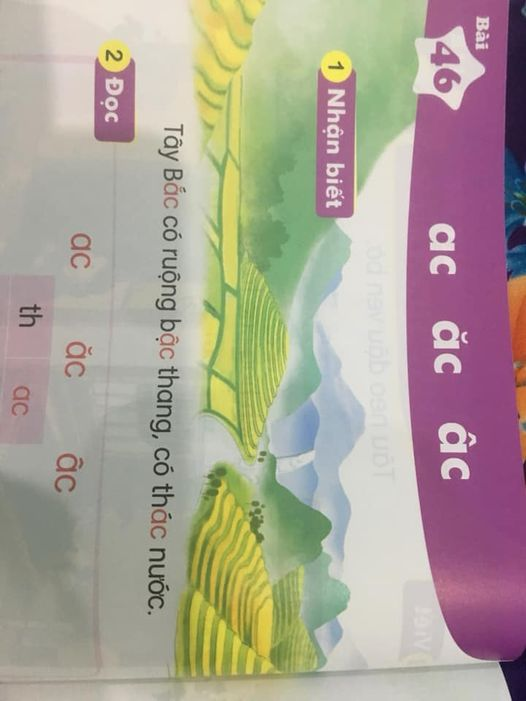 Bài
46
ac ăc âc
1 Nhận biết
Tây Bắc có ruộng bậc thang, có thác nước.
2 Đọc
ac ăc âc
th ac